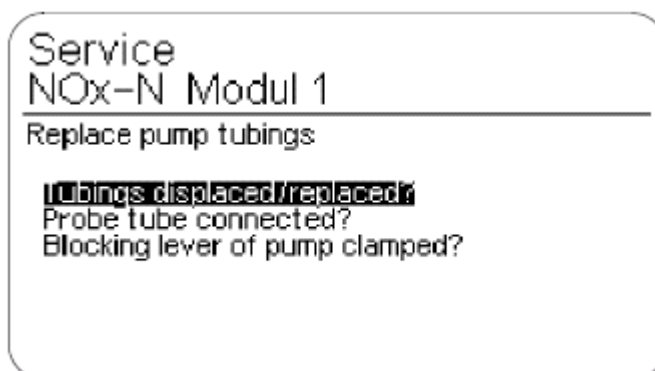 Service
NOx-N Modul 1
Replace pump tubings
Tubings displaced/replaced?
Probe tube connected?
Blocking lever of pump clamped?